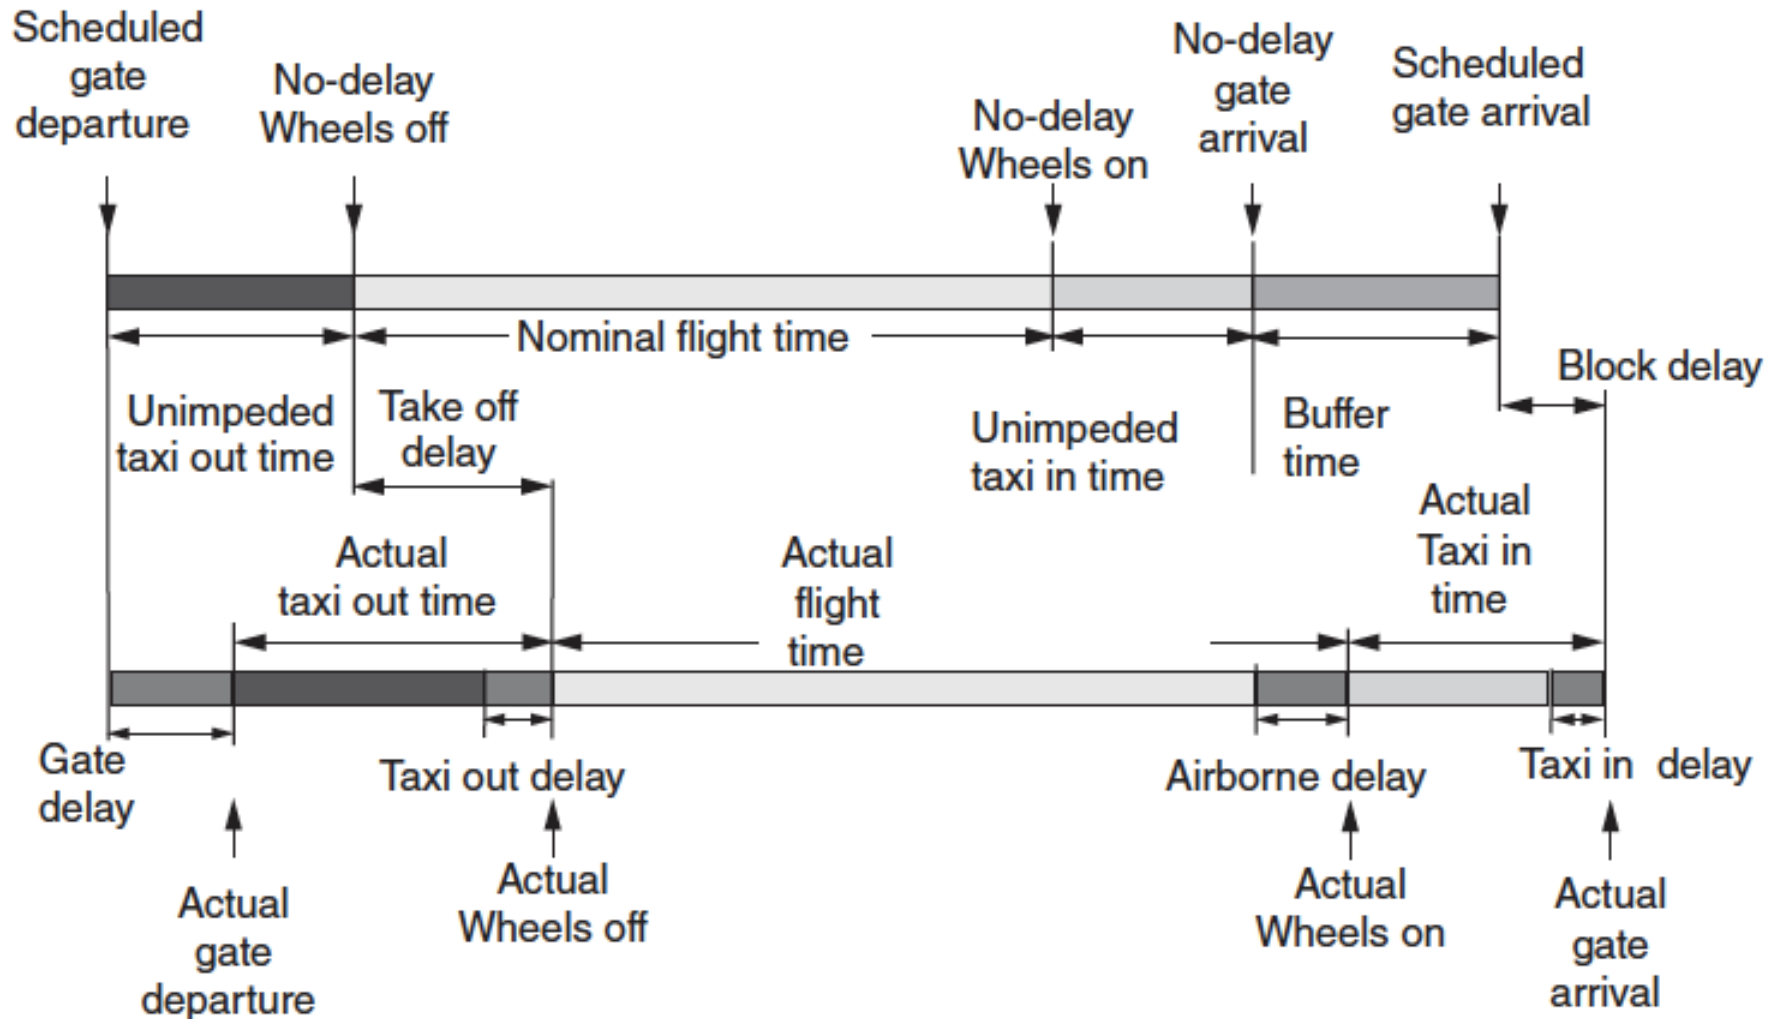 Scheduled
gate
departure
No-delay
Wheels off
No-delay
Wheels on
No-delay
gate
arrival
Scheduled
gate arrival
Nominal flight time
Block delay
Unimpeded
taxi out time
Take off
delay
Unimpeded
taxi in time
Buffer
time
Actual
taxi out time
Actual
flight
time
Actual
Taxi in
time
Gate
delay
Taxi out delay
Airborne delay
Taxi in delay
Actual
gate
departure
Actual
Wheels off
Actual
Wheels on
Actual
gate
arrival